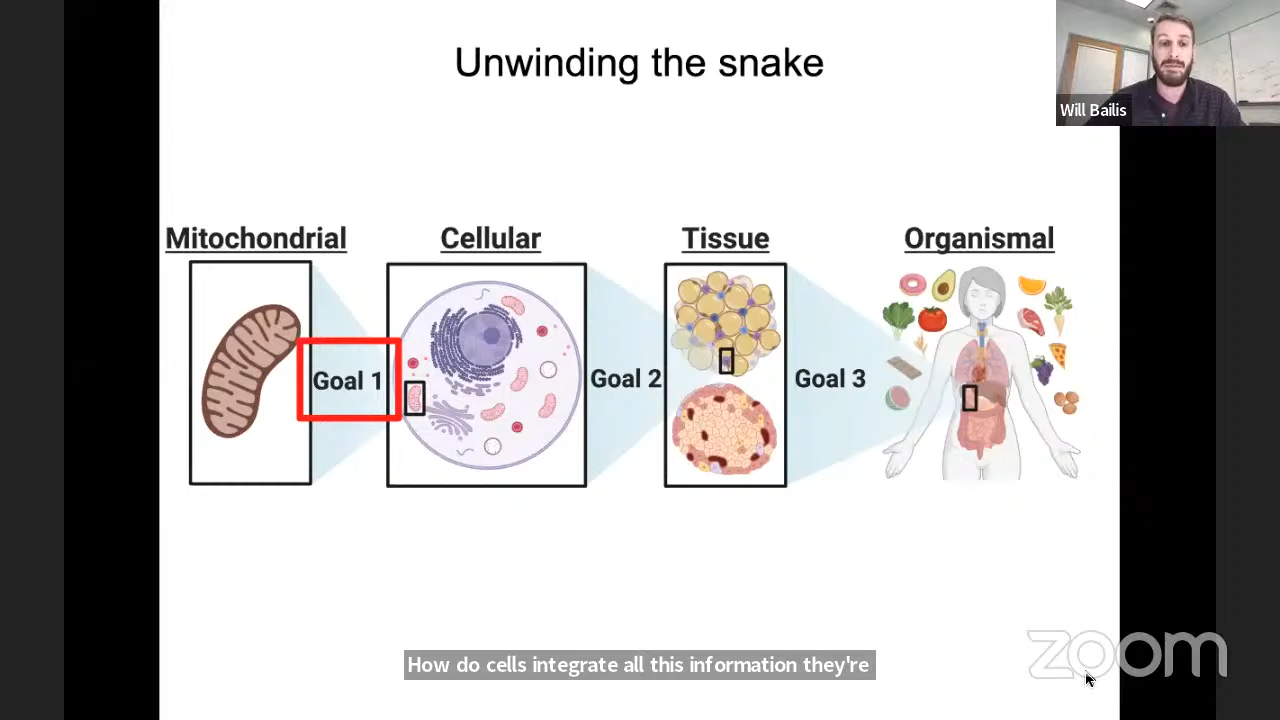 Unwinding the snake
Will Bailis
Mitochondrial
Cellular
Tissue
Organismal
Goal 1
Goal 2
Goal 3
How do cells integrate all this information they're
zoom